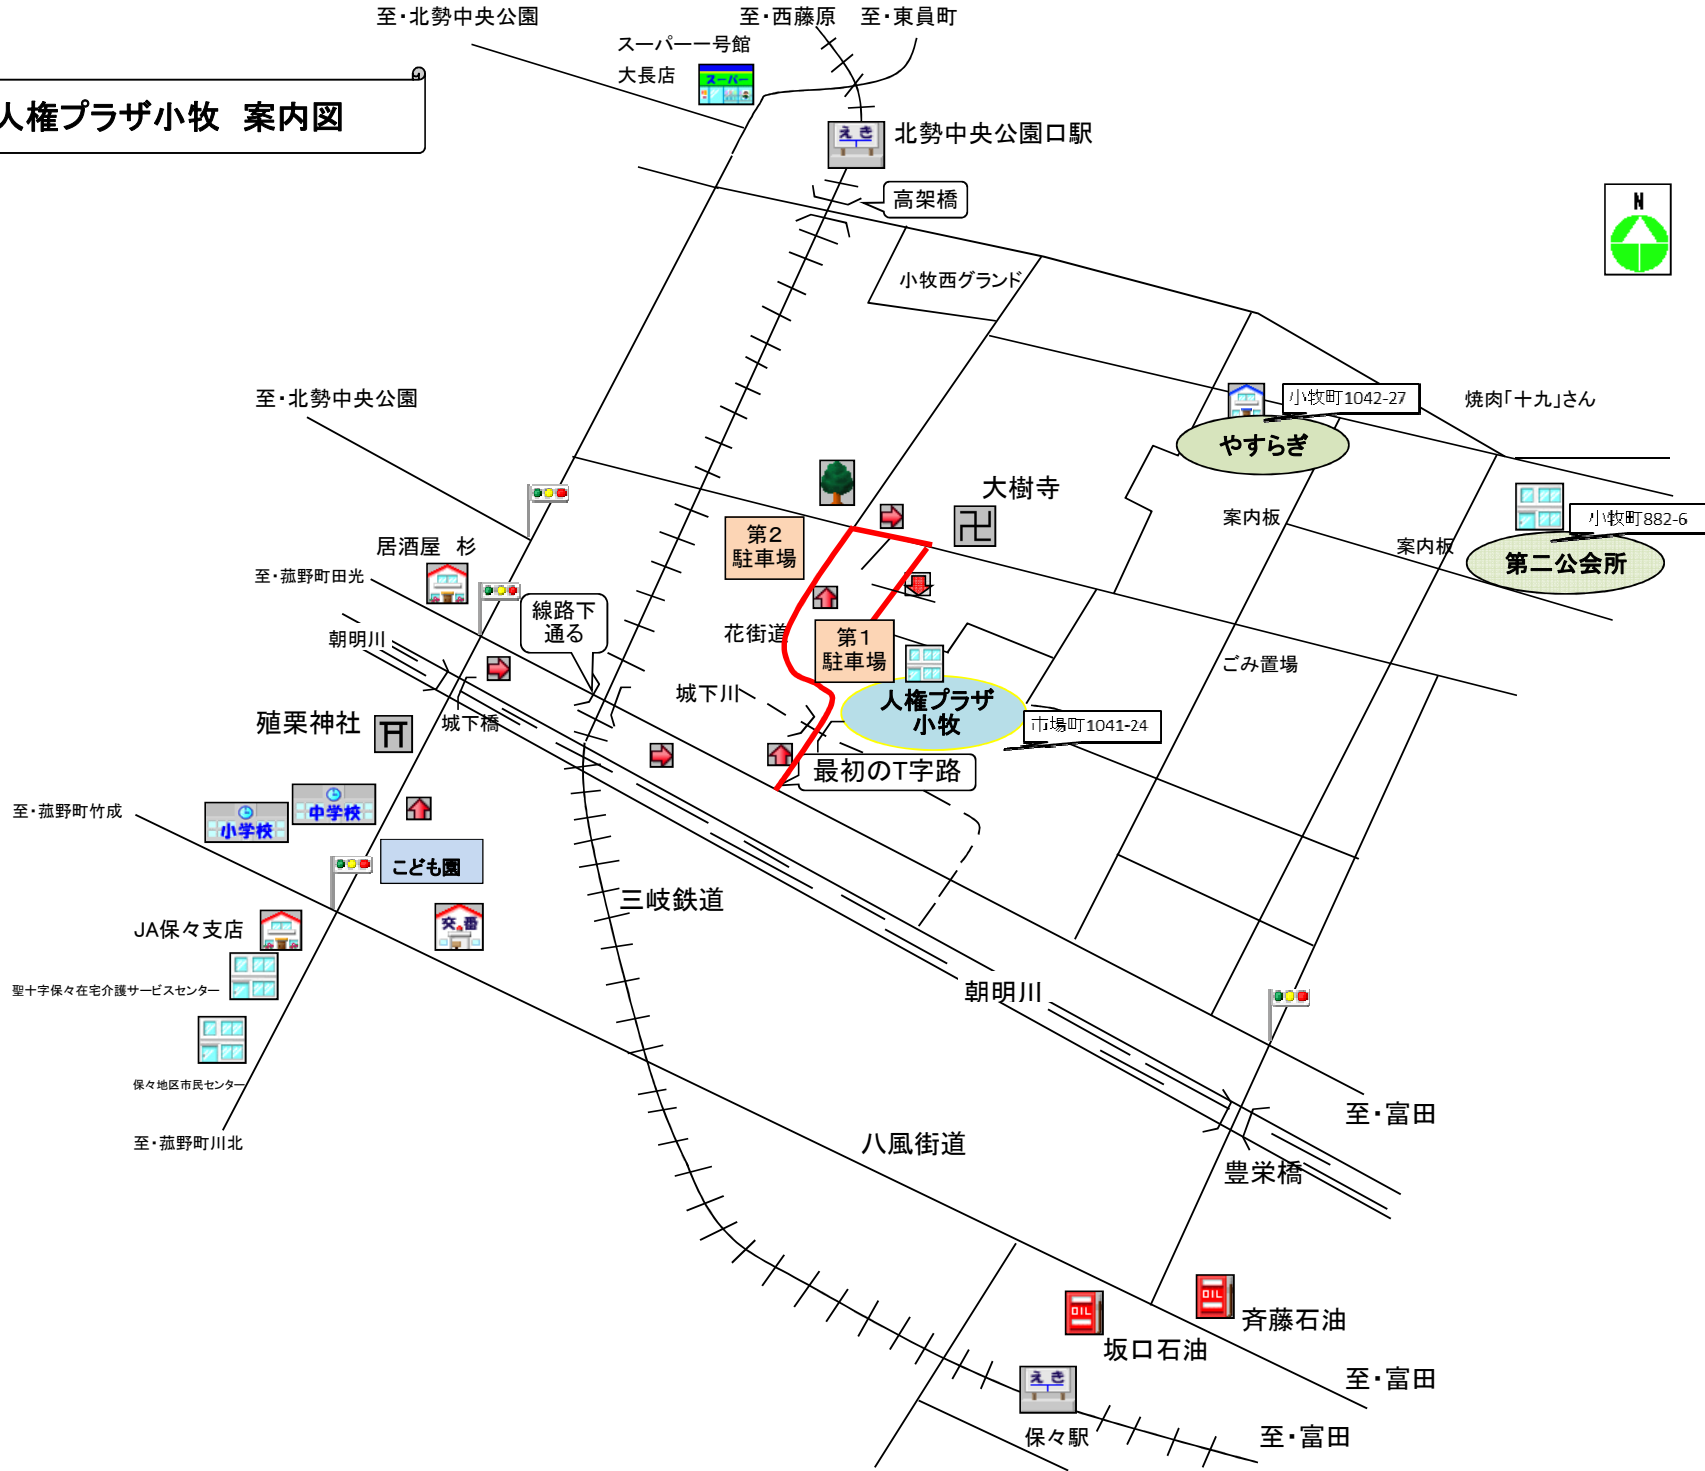 至・北勢中央公園
至・西藤原
至・東員町
スーパー一号館
大長店
スーパー
人権プラザ小牧 案内図
えき
北勢中央公園口駅
高架橋
N
小牧西グランド
至・北勢中央公園
小牧町1042-27
焼肉「十九」さん
やすらぎ
大樹寺
卍
案内板
小牧町882-6
案内板
第二公会所
第2
駐車場
居酒屋 杉
至・菰野町田光
線路下
通る
朝明川
花街道
第1
駐車場
ごみ置場
城下川
人権プラザ
小牧
市場町1041-24
殖栗神社
城下橋
最初のT字路
至・菰野町竹成
小学校
中学校
こども園
三岐鉄道
JA保々支店
交番
聖十字保々在宅介護サービスセンター
朝明川
保々地区市民センター
至・菰野町川北
至・富田
八風街道
豊栄橋
OIL
斉藤石油
OIL
坂口石油
えき
至・富田
保々駅
至・富田